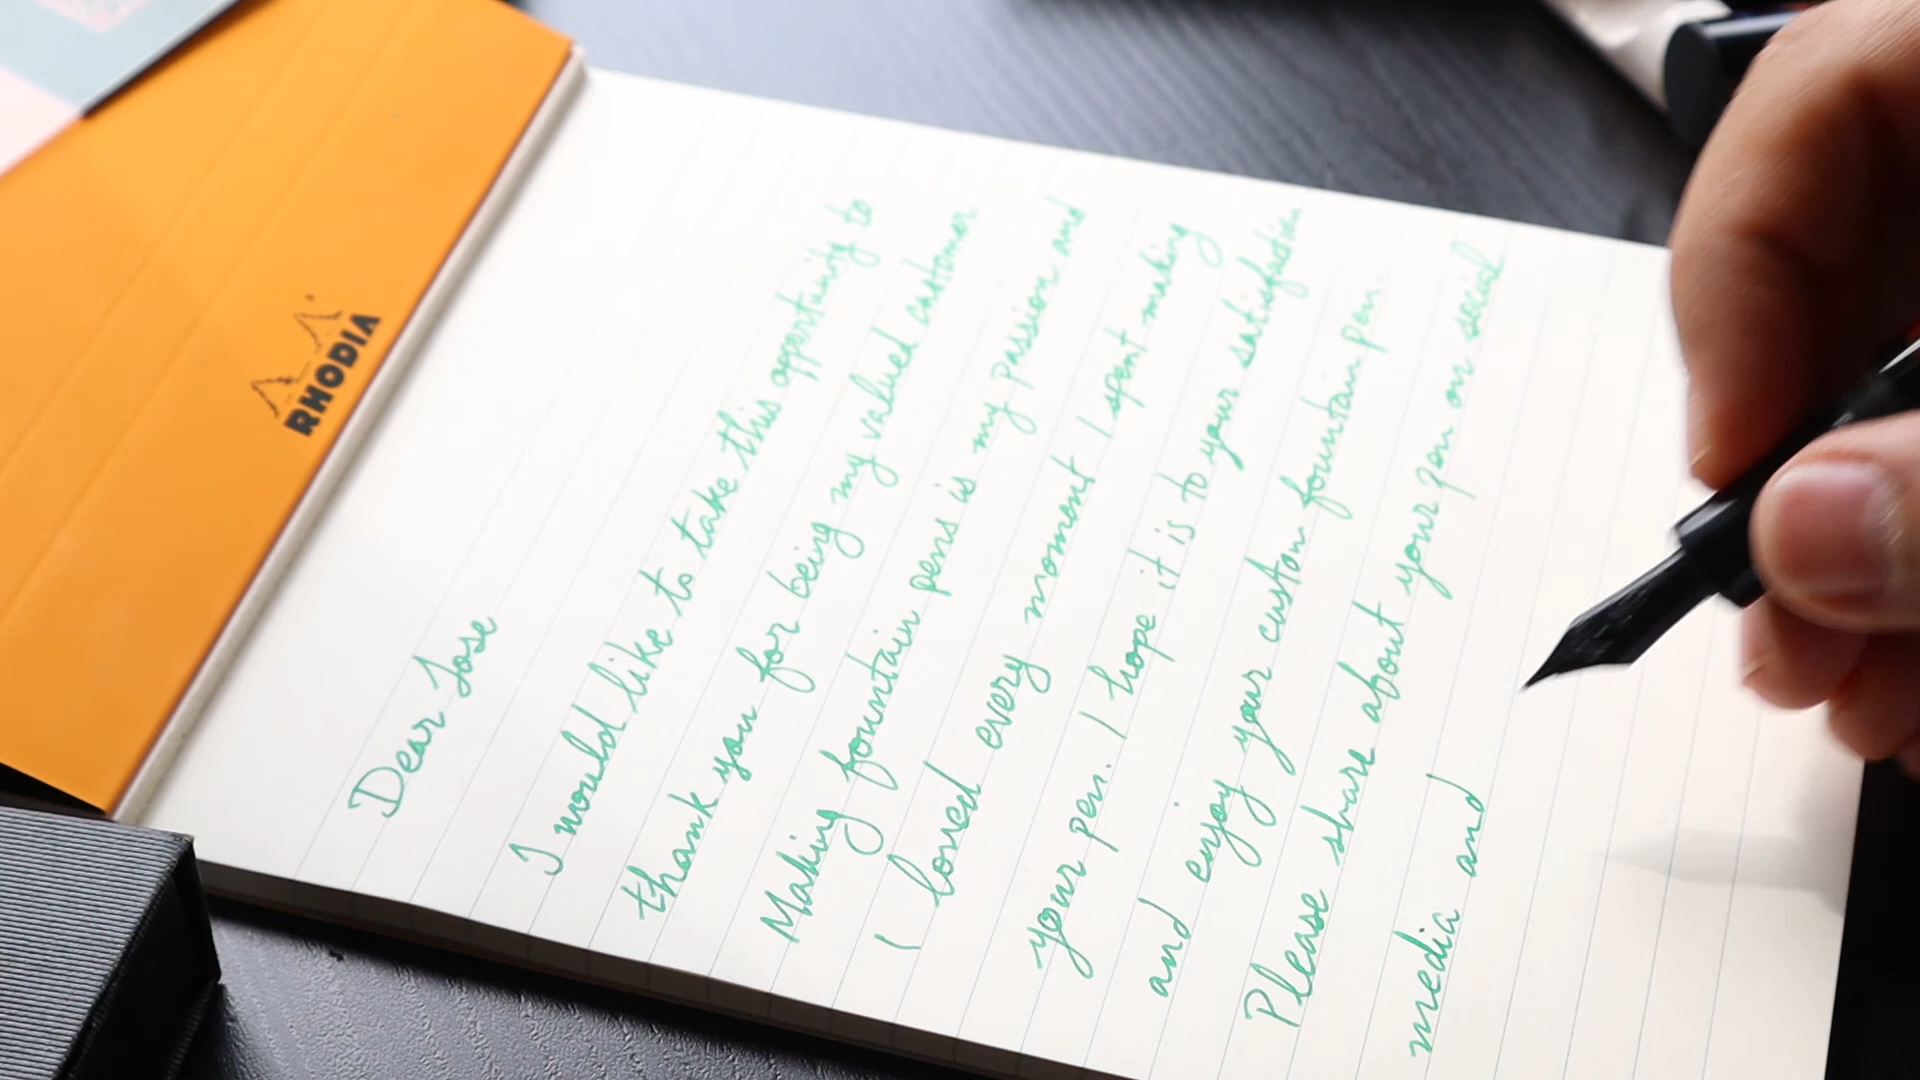 RHODIA
Dear Jose
I would like to take this opportunity to
thank you for being my valued customer
Making fountain pens is my passion and
I loved every moment I spent making
your pen. I hope it is to your satisfaction
and enjoy your custom fountain pen.
Please share about your pen on social
media and